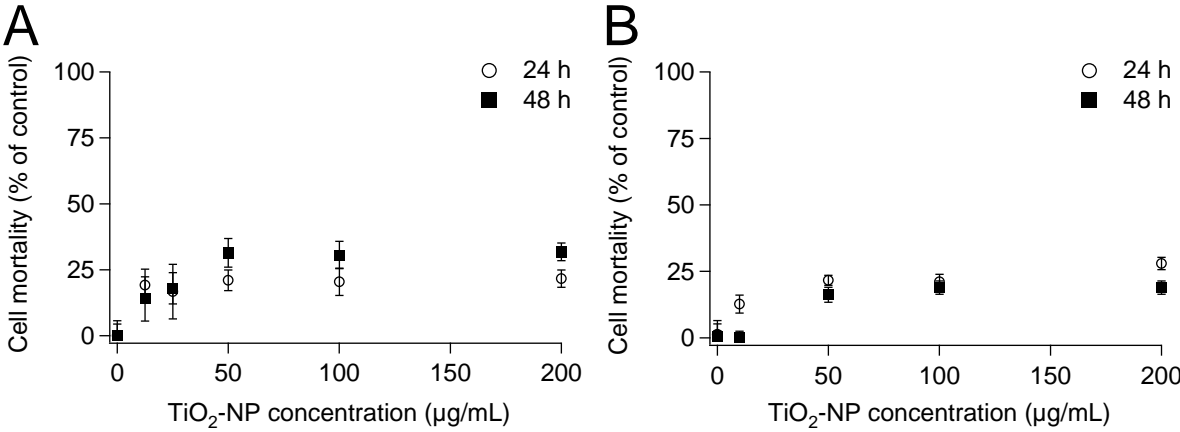 A
Cell mortality (% of control)
100
75
50
25
0
0
50
100
150
200
TiO₂-NP concentration (µg/mL)
24 h
48 h
B
Cell mortality (% of control)
100
75
50
25
0
0
50
100
150
200
TiO₂-NP concentration (µg/mL)
24 h
48 h